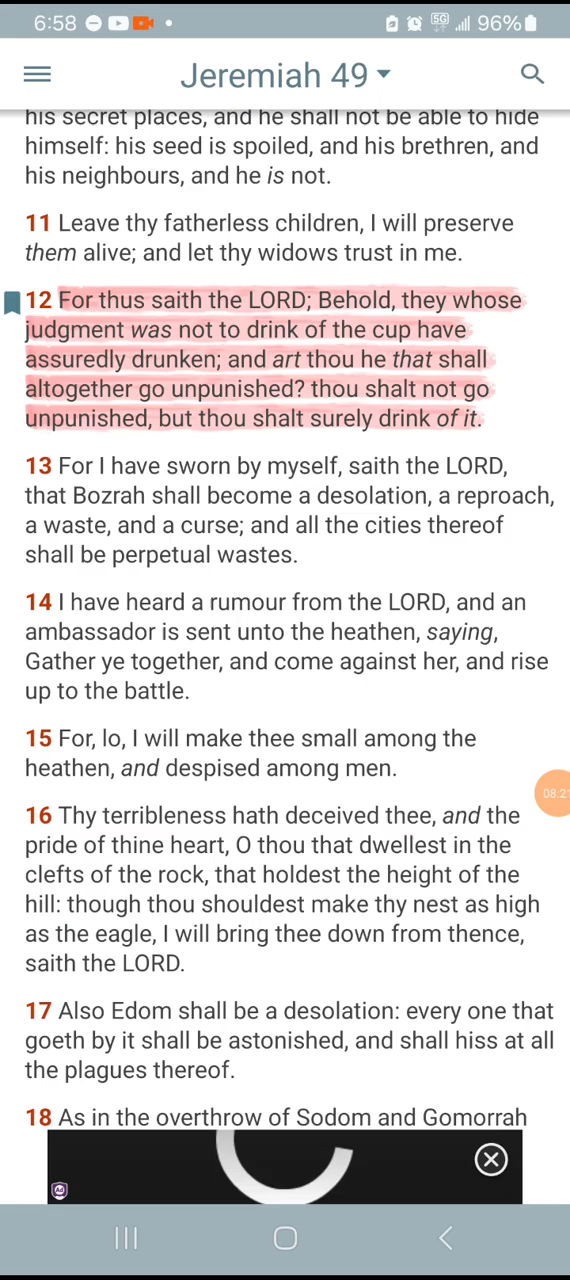 6:58
5G
96%
Jeremiah 49
his secret places, and he shall not be able to hide
himself: his seed is spoiled, and his brethren, and
his neighbours, and he is not.
11 Leave thy fatherless children, I will preserve
them alive; and let thy widows trust in me.
12 For thus saith the LORD; Behold, they whose
judgment was not to drink of the cup have
assuredly drunken; and art thou he that shall
altogether go unpunished? thou shalt not go
unpunished, but thou shalt surely drink of it.
13 For I have sworn by myself, saith the LORD,
that Bozrah shall become a desolation, a reproach,
a waste, and a curse; and all the cities thereof
shall be perpetual wastes.
14 I have heard a rumour from the LORD, and an
ambassador is sent unto the heathen, saying,
Gather ye together, and come against her, and rise
up to the battle.
15 For, lo, I will make thee small among the
heathen, and despised among men.
16 Thy terribleness hath deceived thee, and the
pride of thine heart, O thou that dwellest in the
clefts of the rock, that holdest the height of the
hill: though thou shouldest make thy nest as high
as the eagle, I will bring thee down from thence,
saith the LORD.
08:21
17 Also Edom shall be a desolation: every one that
goeth by it shall be astonished, and shall hiss at all
the plagues thereof.
18 As in the overthrow of Sodom and Gomorrah
Ad